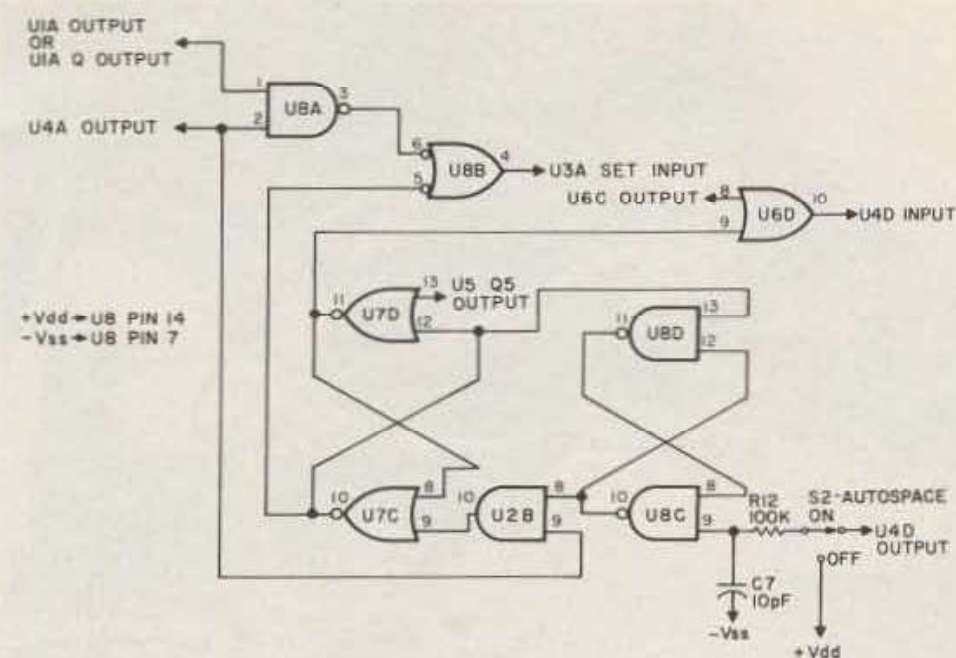 U1A OUTPUT
OR
U1A Q OUTPUT
1
U8A
3
2
U4A OUTPUT
6
U8B
4
5
U3A SET INPUT
8
U6C OUTPUT
U6D
10
U4D INPUT
9
11
U7D
13
U5 Q5
OUTPUT
12
11
U8D
13
12
+Vdd U8 PIN 14
-Vss U8 PIN 7
10
U7C
8
9
10
U2B
8
9
10
U8C
8
9
R12
100K
S2-AUTOSPACE
ON
U4D
OUTPUT
OFF
C7
10pF
-Vss
+Vdd